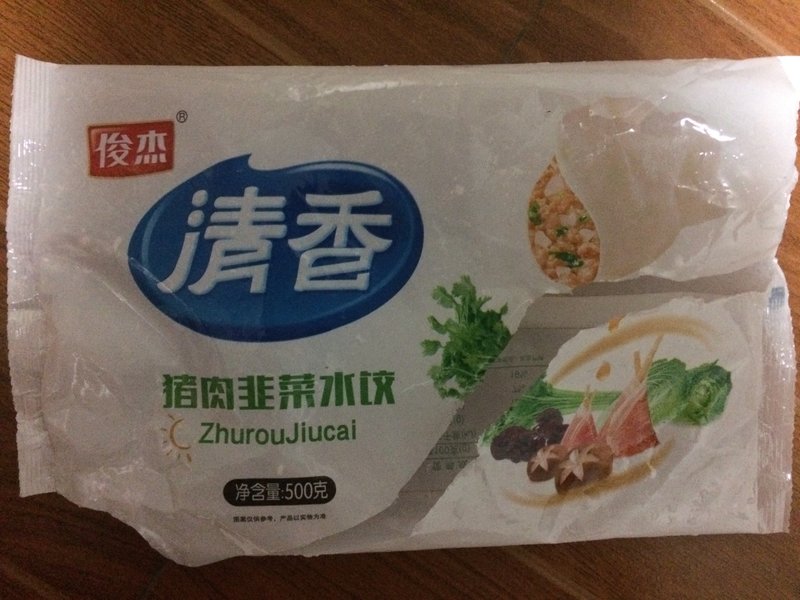 俊杰®
清香
猪肉韭菜水饺
ZhurouJiucai
净含量:500克
图案仅供参考，产品以实物为准